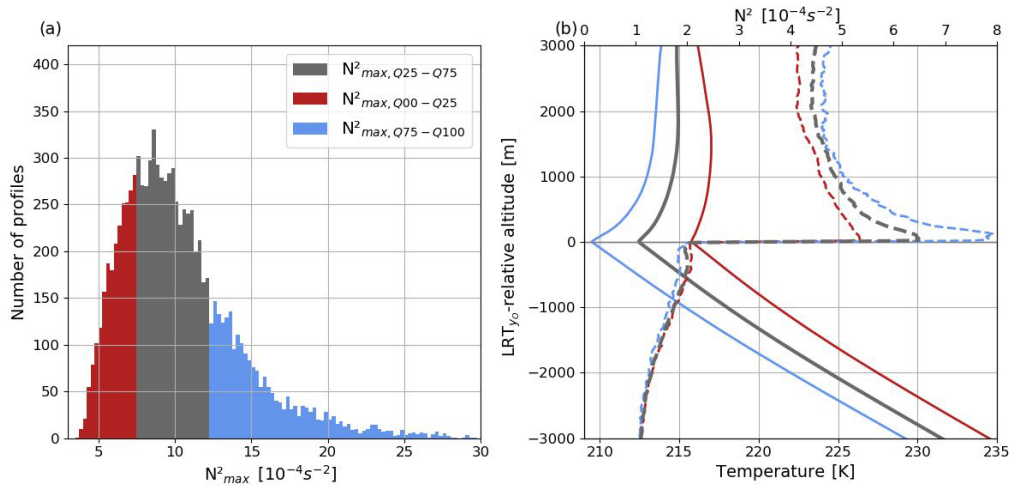 (a)
400
350
300
250
200
150
100
50
0
Number of profiles
N²max, Q25−Q75
N²max, Q00−Q25
N²max, Q75−Q100
5 10 15 20 25 30
N²max [10⁻⁴s⁻²]
(b)
N² [10⁻⁴s⁻²]
0 1 2 3 4 5 6 7 8
3000
2000
1000
0
−1000
−2000
−3000
LRTyo-relative altitude [m]
210 215 220 225 230 235
Temperature [K]